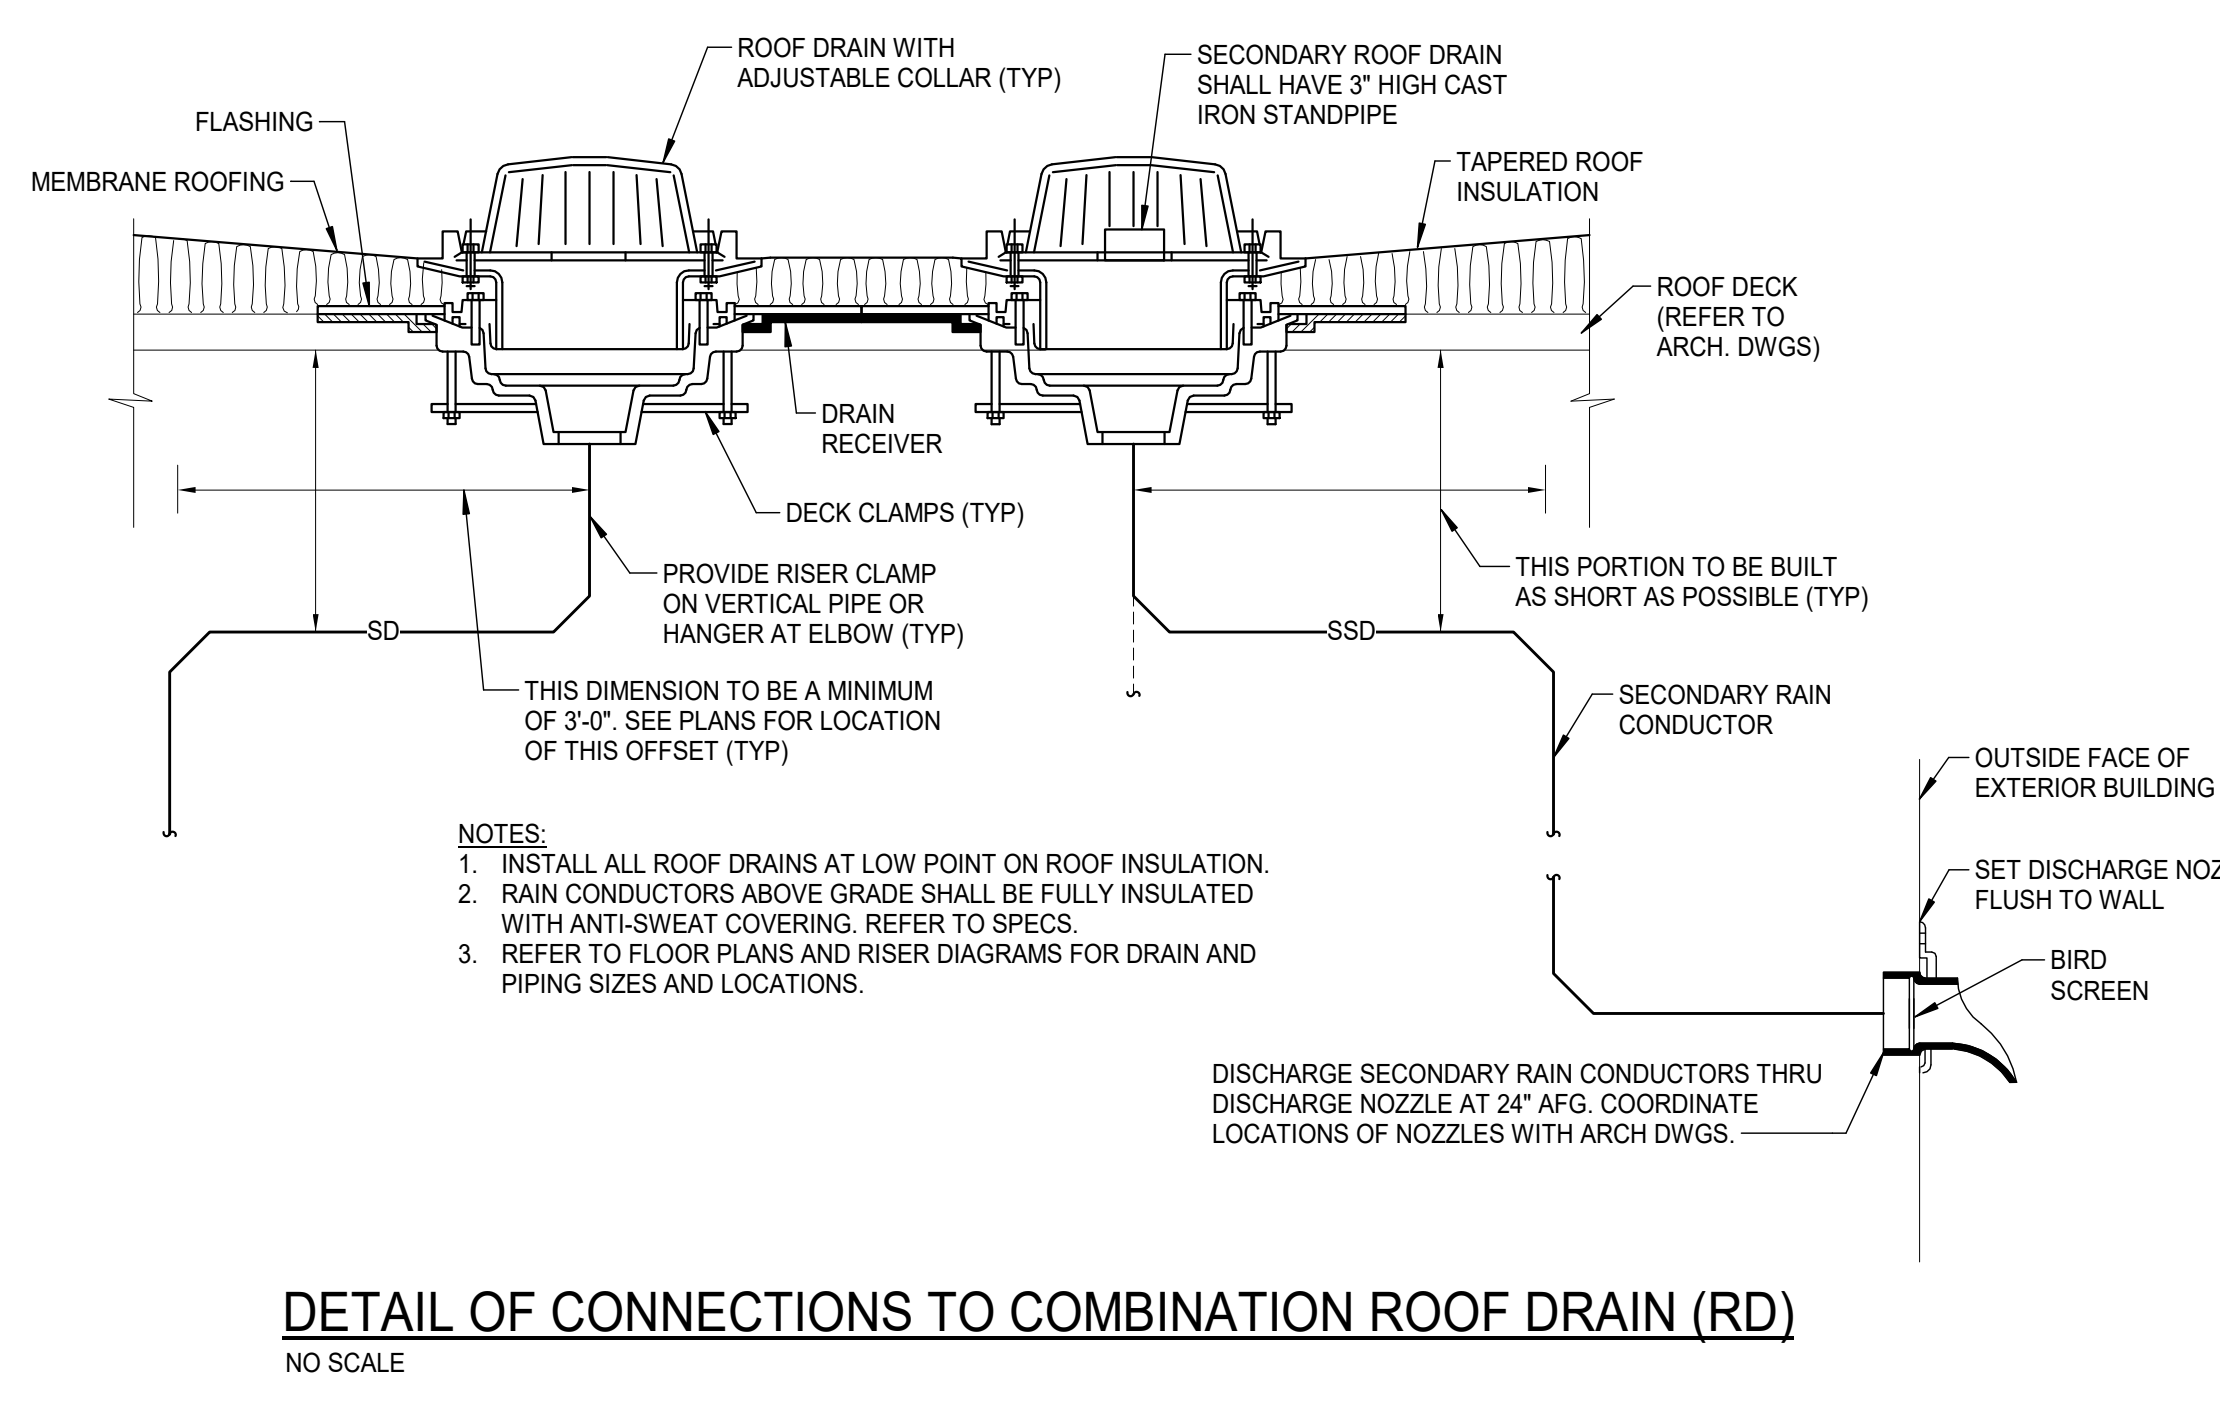 ROOF DRAIN WITH
ADJUSTABLE COLLAR (TYP)
SECONDARY ROOF DRAIN
SHALL HAVE 3" HIGH CAST
IRON STANDPIPE
FLASHING
MEMBRANE ROOFING
TAPERED ROOF
INSULATION
ROOF DECK
(REFER TO
ARCH. DWGS)
DRAIN
RECEIVER
DECK CLAMPS (TYP)
PROVIDE RISER CLAMP
ON VERTICAL PIPE OR
HANGER AT ELBOW (TYP)
THIS PORTION TO BE BUILT
AS SHORT AS POSSIBLE (TYP)
SD
SSD
THIS DIMENSION TO BE A MINIMUM
OF 3'-0". SEE PLANS FOR LOCATION
OF THIS OFFSET (TYP)
SECONDARY RAIN
CONDUCTOR
OUTSIDE FACE OF
EXTERIOR BUILDING
NOTES:
1. INSTALL ALL ROOF DRAINS AT LOW POINT ON ROOF INSULATION.
2. RAIN CONDUCTORS ABOVE GRADE SHALL BE FULLY INSULATED
WITH ANTI-SWEAT COVERING. REFER TO SPECS.
3. REFER TO FLOOR PLANS AND RISER DIAGRAMS FOR DRAIN AND
PIPING SIZES AND LOCATIONS.
SET DISCHARGE
FLUSH TO WALL
BIRD
SCREEN
DISCHARGE SECONDARY RAIN CONDUCTORS THRU
DISCHARGE NOZZLE AT 24" AFG. COORDINATE
LOCATIONS OF NOZZLES WITH ARCH DWGS.
DETAIL OF CONNECTIONS TO COMBINATION ROOF DRAIN (RD)
NO SCALE